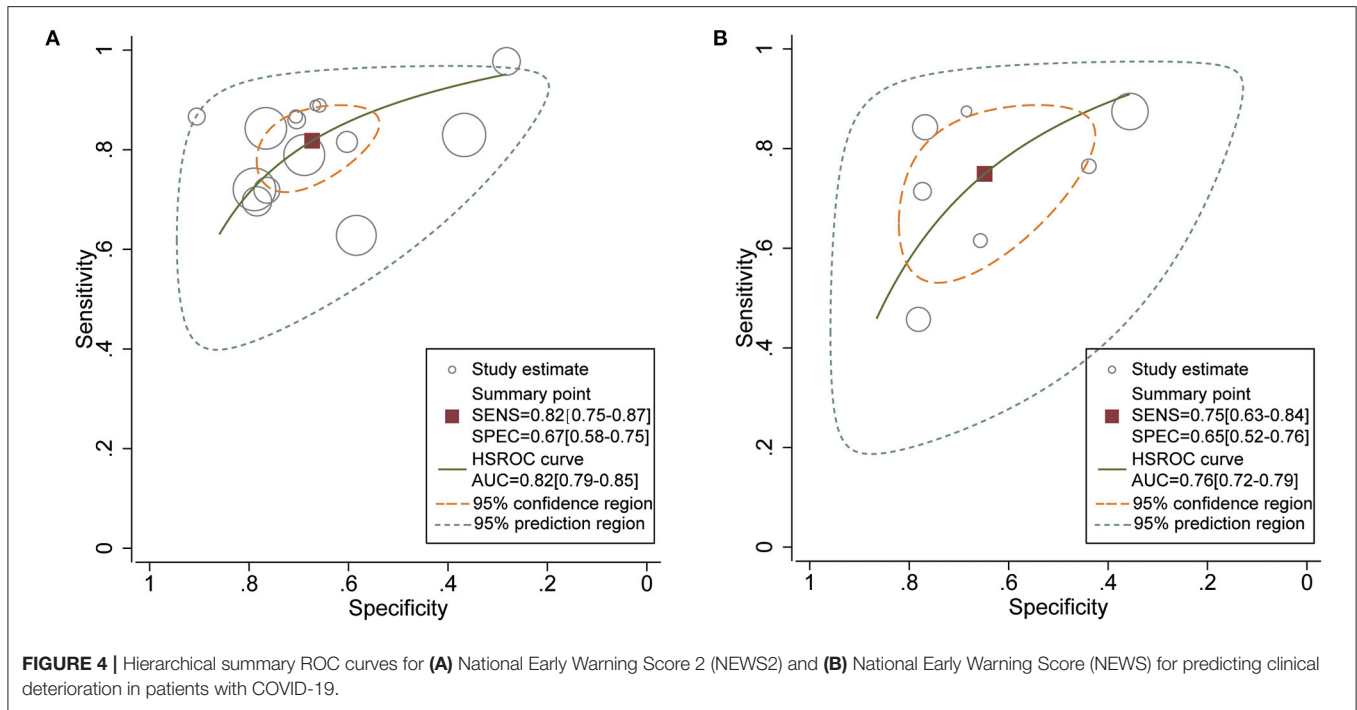 A
1
.8
.6
.4
.2
0
Sensitivity
1
.8
.6
.4
.2
0
Specificity
Study estimate
Summary point
SENS=0.82[0.75-0.87]
SPEC=0.67[0.58-0.75]
HSROC curve
AUC=0.82[0.79-0.85]
95% confidence region
95% prediction region
B
1
.8
.6
.4
.2
0
Sensitivity
1
.8
.6
.4
.2
0
Specificity
Study estimate
Summary point
SENS=0.75[0.63-0.84]
SPEC=0.65[0.52-0.76]
HSROC curve
AUC=0.76[0.72-0.79]
95% confidence region
95% prediction region
FIGURE 4 | Hierarchical summary ROC curves for (A) National Early Warning Score 2 (NEWS2) and (B) National Early Warning Score (NEWS) for predicting clinical
deterioration in patients with COVID-19.